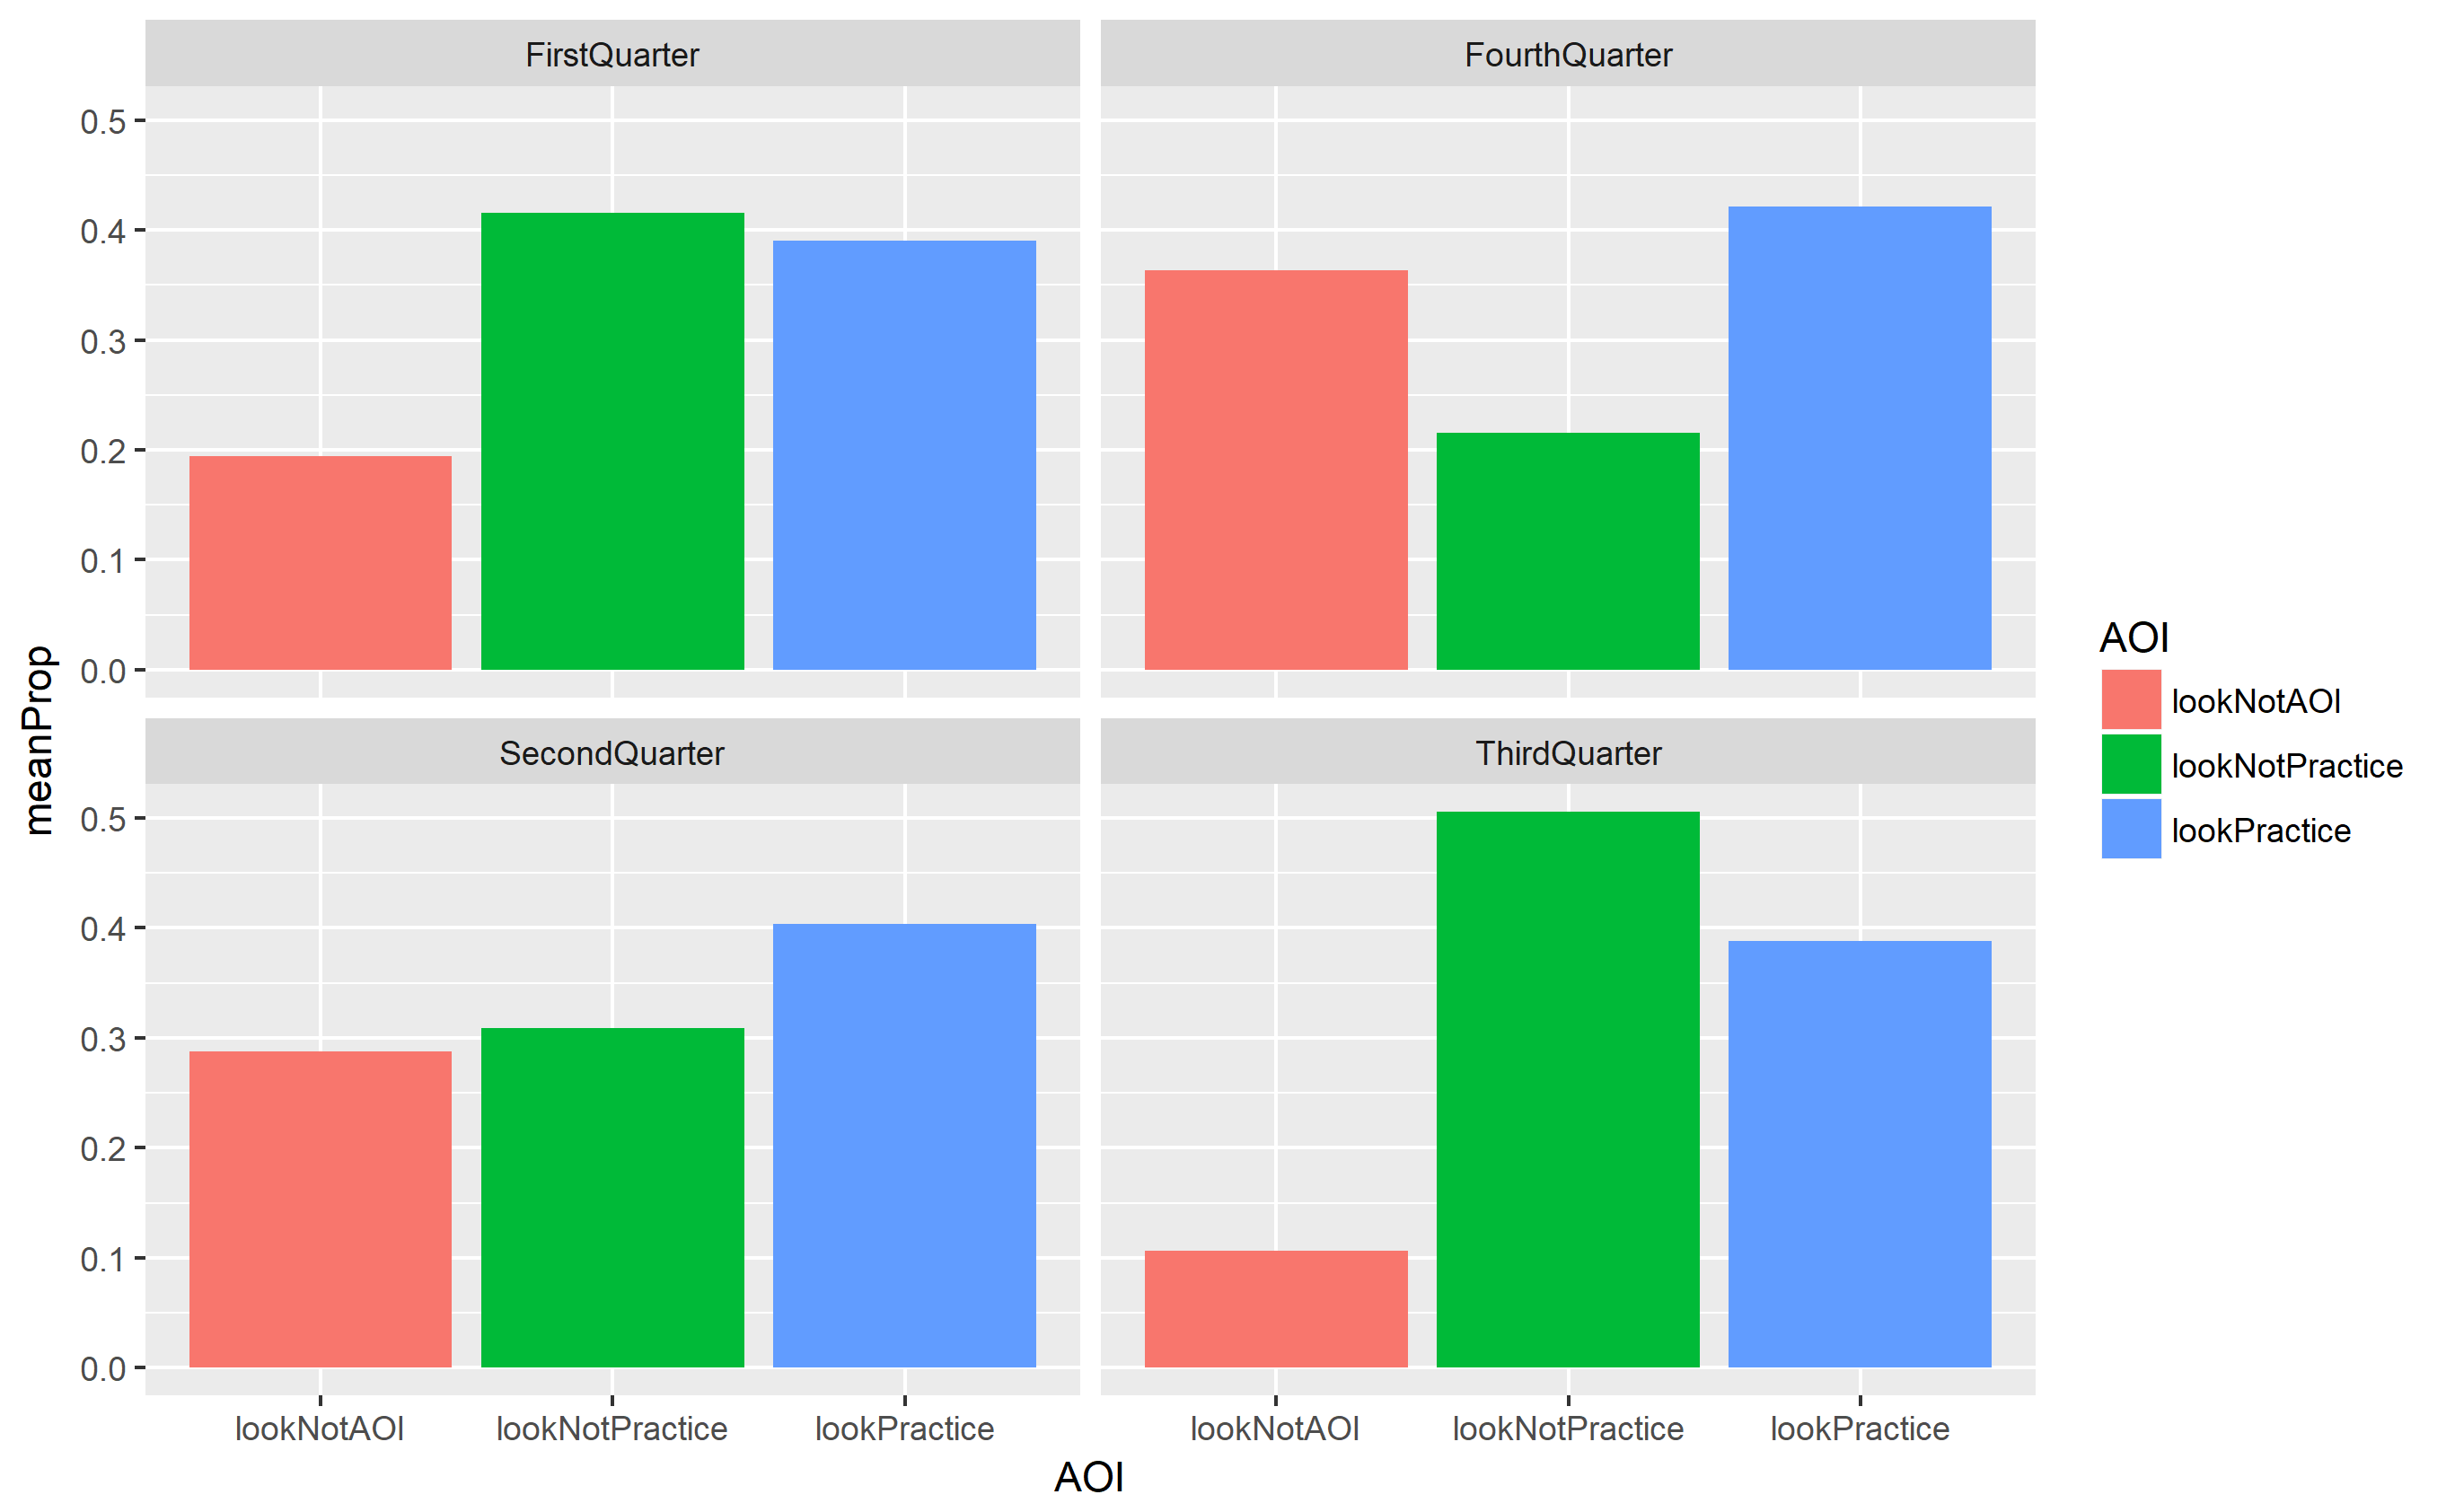 FirstQuarter
FourthQuarter
0.5
0.4
0.3
0.2
0.1
0.0
SecondQuarter
ThirdQuarter
0.5
0.4
0.3
0.2
0.1
0.0
meanProp
lookNotAOI
lookNotPractice
lookPractice
lookNotAOI
lookNotPractice
lookPractice
AOI
AOI
lookNotAOI
lookNotPractice
lookPractice